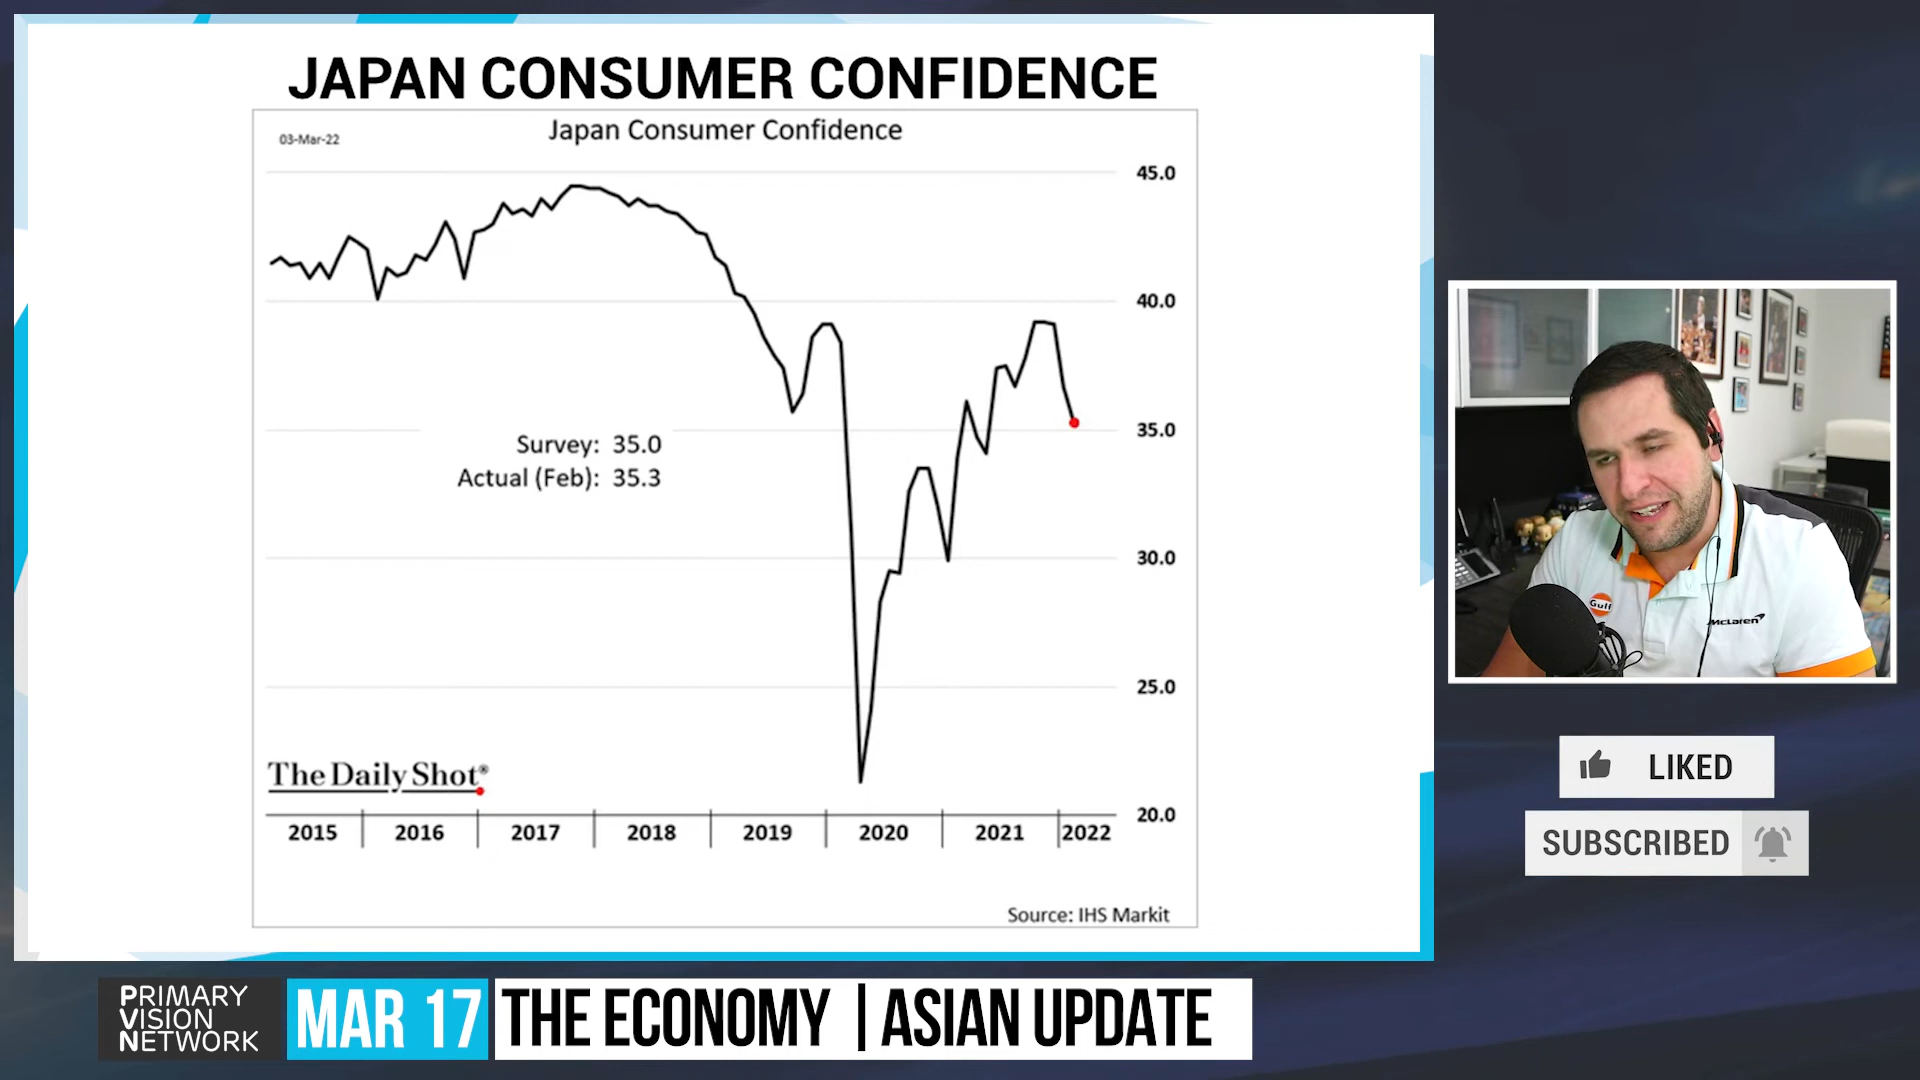 JAPAN CONSUMER CONFIDENCE
03-Mar-22
Japan Consumer Confidence
45.0
40.0
35.0
30.0
25.0
20.0
Survey: 35.0
Actual (Feb): 35.3
The Daily Shot®
2015 2016 2017 2018 2019 2020 2021 2022
Source: IHS Markit
Gulf
McLaren
LIKED
SUBSCRIBED
PRIMARY
VISION
NETWORK
MAR 17
THE ECONOMY | ASIAN UPDATE